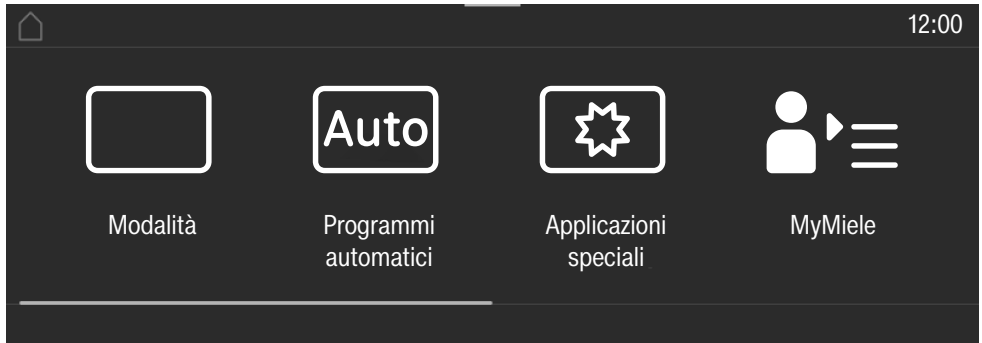 12:00
Auto
Modalità
Programmi
automatici
Applicazioni
speciali
MyMiele